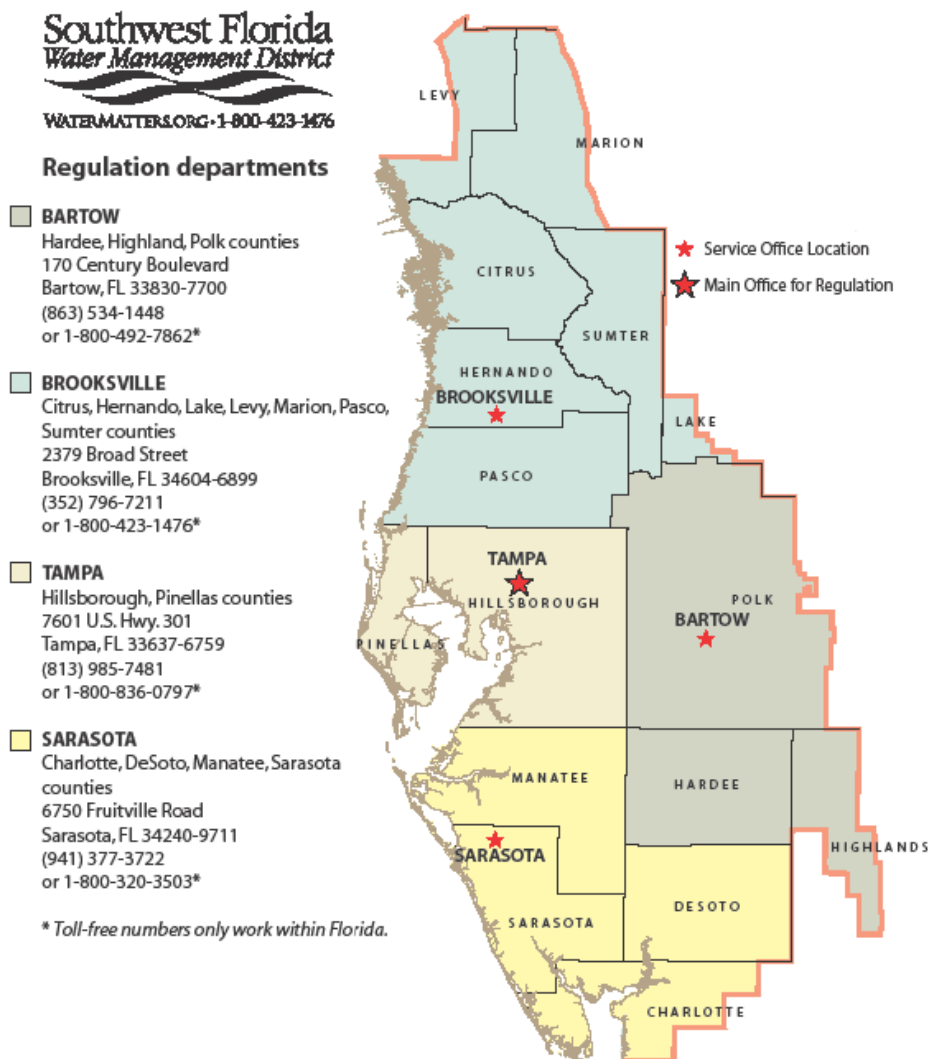 Southwest Florida
Water Management District
WATERMATTERS.ORG • 1-800-423-1476
Regulation departments
BARTOW
Hardee, Highland, Polk counties
170 Century Boulevard
Bartow, FL 33830-7700
(863) 534-1448
or 1-800-492-7862*
BROOKSVILLE
Citrus, Hernando, Lake, Levy, Marion, Pasco,
Sumter counties
2379 Broad Street
Brooksville, FL 34604-6899
(352) 796-7211
or 1-800-423-1476*
TAMPA
Hillsborough, Pinellas counties
7601 U.S. Hwy. 301
Tampa, FL 33637-6759
(813) 985-7481
or 1-800-836-0797*
SARASOTA
Charlotte, DeSoto, Manatee, Sarasota
counties
6750 Fruitville Road
Sarasota, FL 34240-9711
(941) 377-3722
or 1-800-320-3503*
* Toll-free numbers only work within Florida.
LEVY
MARION
Service Office Location
Main Office for Regulation
CITRUS
SUMTER
HERNANDO
BROOKSVILLE
LAKE
PASCO
TAMPA
HILLSBOROUGH
POLK
BARTOW
PINELLAS
MANATEE
HARDEE
HIGHLANDS
SARASOTA
DESOTO
SARASOTA
CHARLOTTE